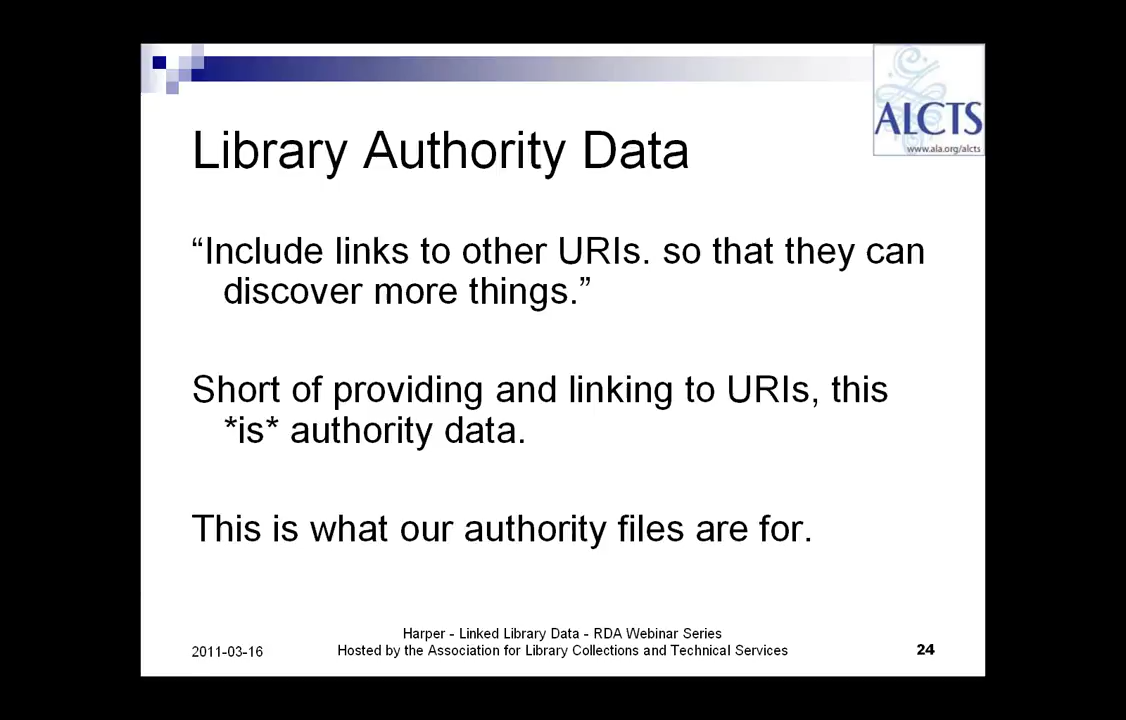 ALCTS
www.ala.org/alcts
Library Authority Data
“Include links to other URIs. so that they can
discover more things.”
Short of providing and linking to URIs, this
*is* authority data.
This is what our authority files are for.
Harper - Linked Library Data - RDA Webinar Series
2011-03-16 Hosted by the Association for Library Collections and Technical Services 24